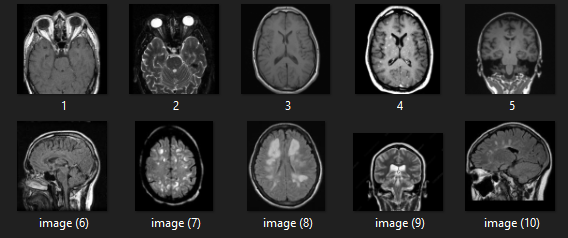 1
2
3
4
5
image (6)
image (7)
image (8)
image (9)
image (10)